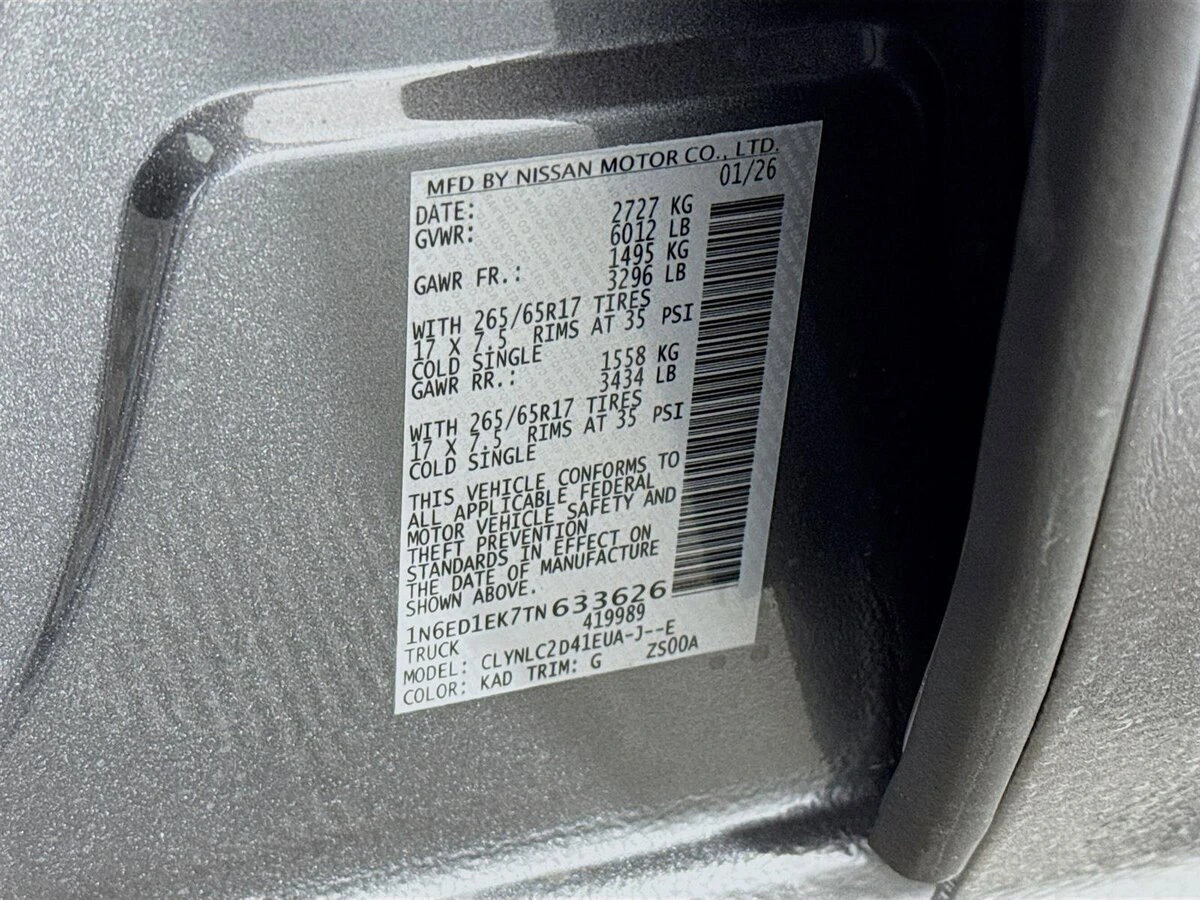 MFD BY NISSAN MOTOR CO., LTD.
DATE: 01/26
GVWR: 2727 KG
6012 LB
GAWR FR.: 1495 KG
3296 LB
WITH 265/65R17 TIRES
17 X 7.5 RIMS AT 35 PSI
COLD SINGLE
GAWR RR.: 1558 KG
3434 LB
WITH 265/65R17 TIRES
17 X 7.5 RIMS AT 35 PSI
COLD SINGLE
THIS VEHICLE CONFORMS TO
ALL APPLICABLE FEDERAL
MOTOR VEHICLE SAFETY AND
THEFT PREVENTION
STANDARDS IN EFFECT ON
THE DATE OF MANUFACTURE
SHOWN ABOVE.
1N6ED1EK7TN633626
TRUCK 419989
MODEL: CLYNLC2D41EUA-J--E
COLOR: KAD TRIM: G ZS00A